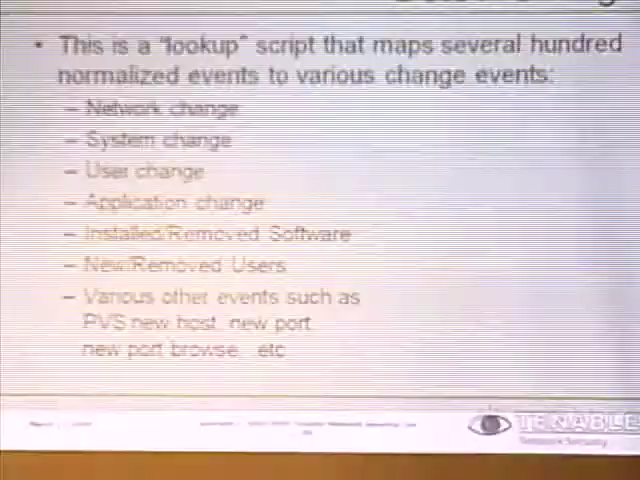 • This is a "lookup" script that maps several hundred
normalized events to various change events:
– Network change
– System change
– User change
– Application change
– Installed/Removed Software
– New/Removed Users
– Various other events such as
PVS new host, new port,
new port browse, etc
TENABLE
Network Security